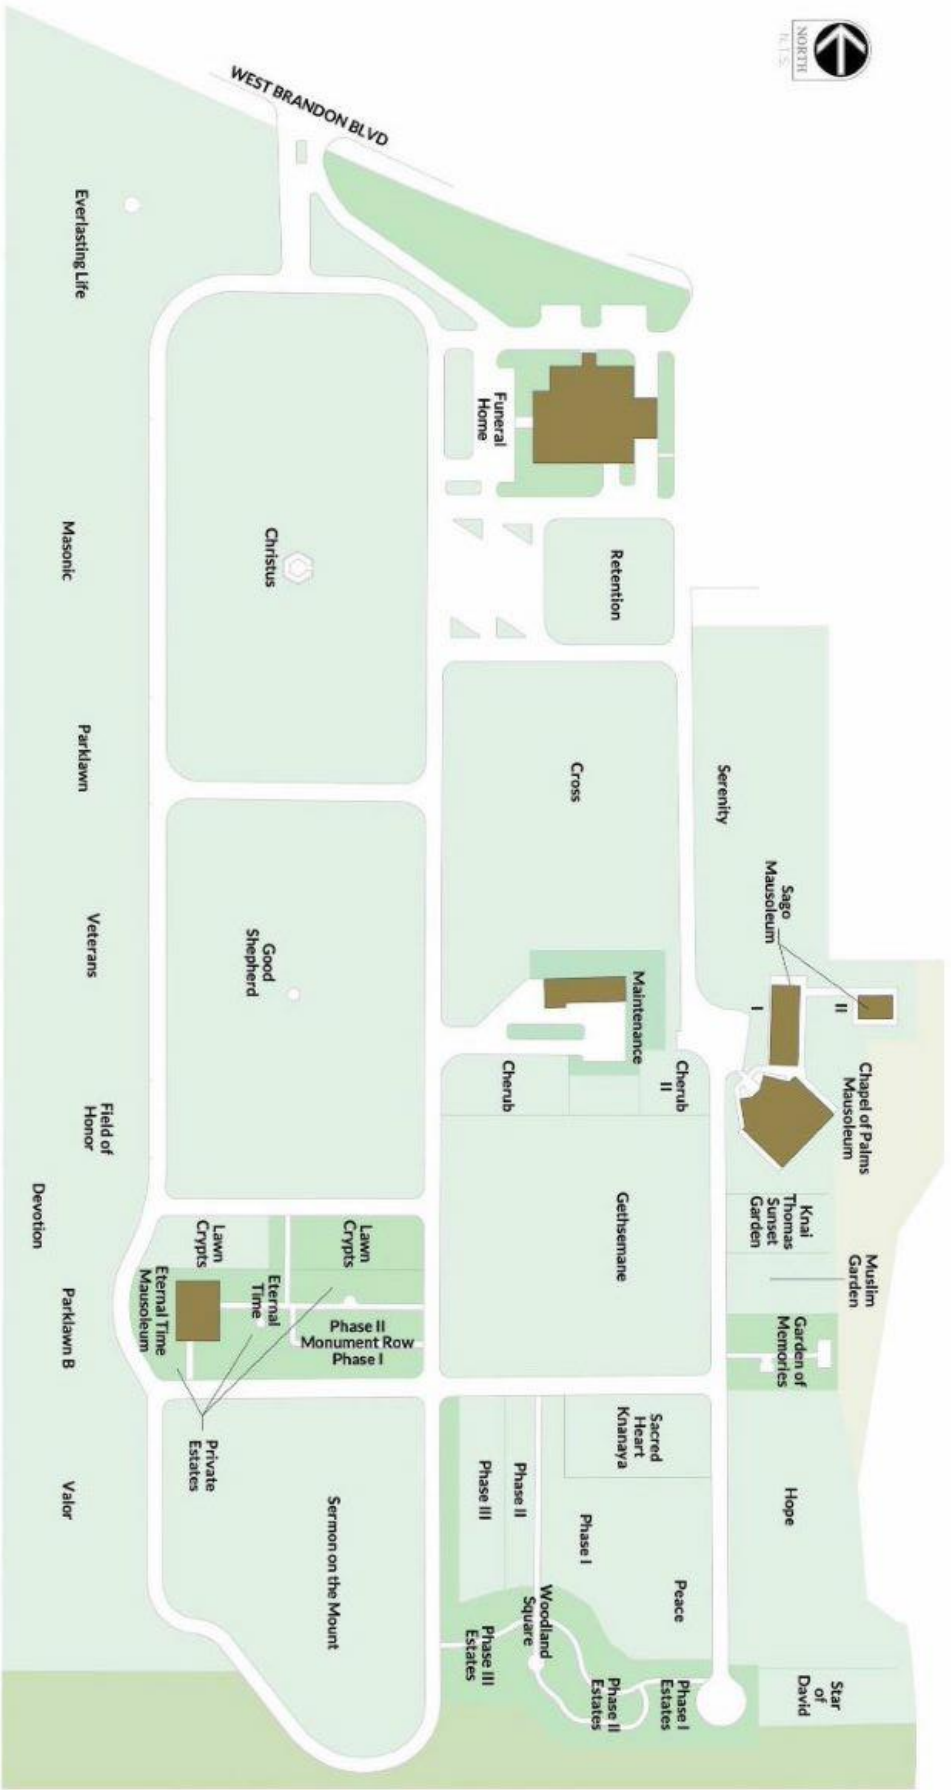 NORTH
N.T.S.
WEST BRANDON BLVD
Everlasting Life
Funeral
Home
Masonic
Christus
Retention
Parklawn
Cross
Serenity
Sago
Mausoleum
Veterans
Good
Shepherd
Maintenance
I
II
Field of
Honor
Cherub
Cherub
II
Chapel of Palms
Mausoleum
Devotion
Lawn
Crypts
Lawn
Crypts
Gethsemane
Knai
Thomas
Sunset
Garden
Muslim
Garden
Parklawn B
Eternal Time
Mausoleum
Eternal
Time
Phase II
Monument Row
Phase I
Garden of
Memories
Private
Estates
Sacred
Heart
Knanaya
Valor
Phase III
Phase II
Phase I
Hope
Sermon on the Mount
Peace
Woodland
Square
Phase III
Estates
Phase II
Estates
Phase I
Estates
Star
of
David